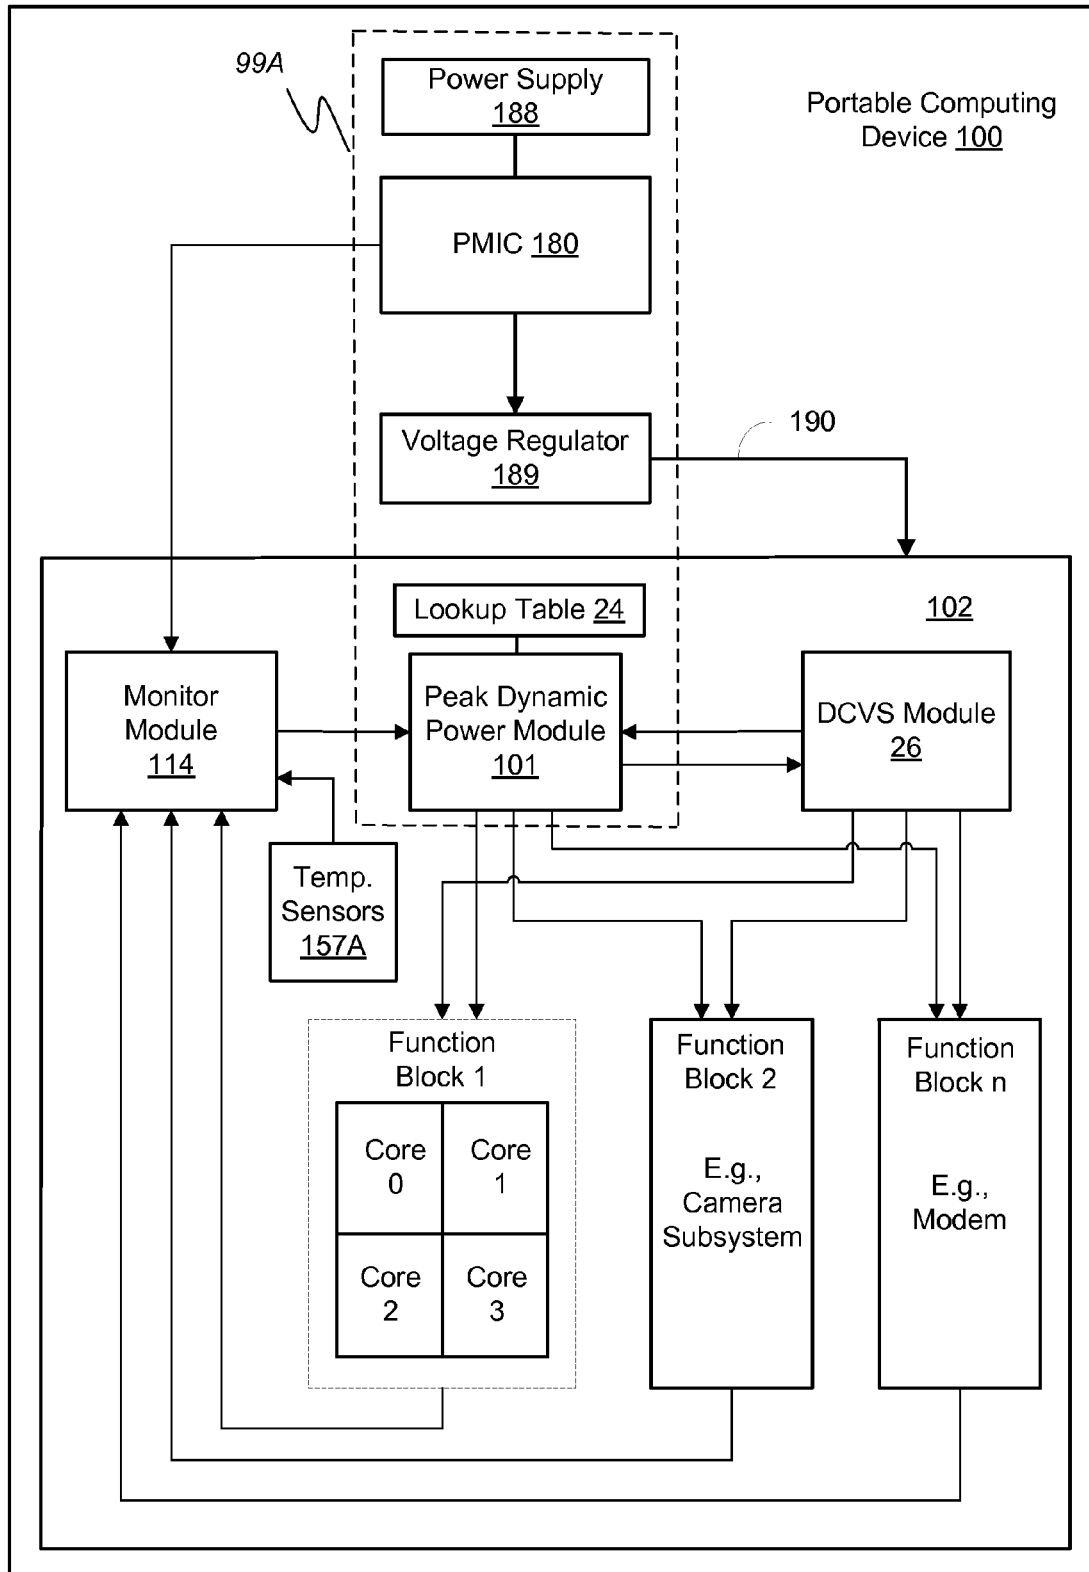 99A
Power Supply
188
Portable Computing
Device 100
PMIC 180
Voltage Regulator
189
190
Lookup Table 24
102
Monitor
Module
114
Peak Dynamic
Power Module
101
DCVS Module
26
Temp.
Sensors
157A
Function
Block 1
Core
0
Core
1
Core
2
Core
3
Function
Block 2
E.g.,
Camera
Subsystem
Function
Block n
E.g.,
Modem